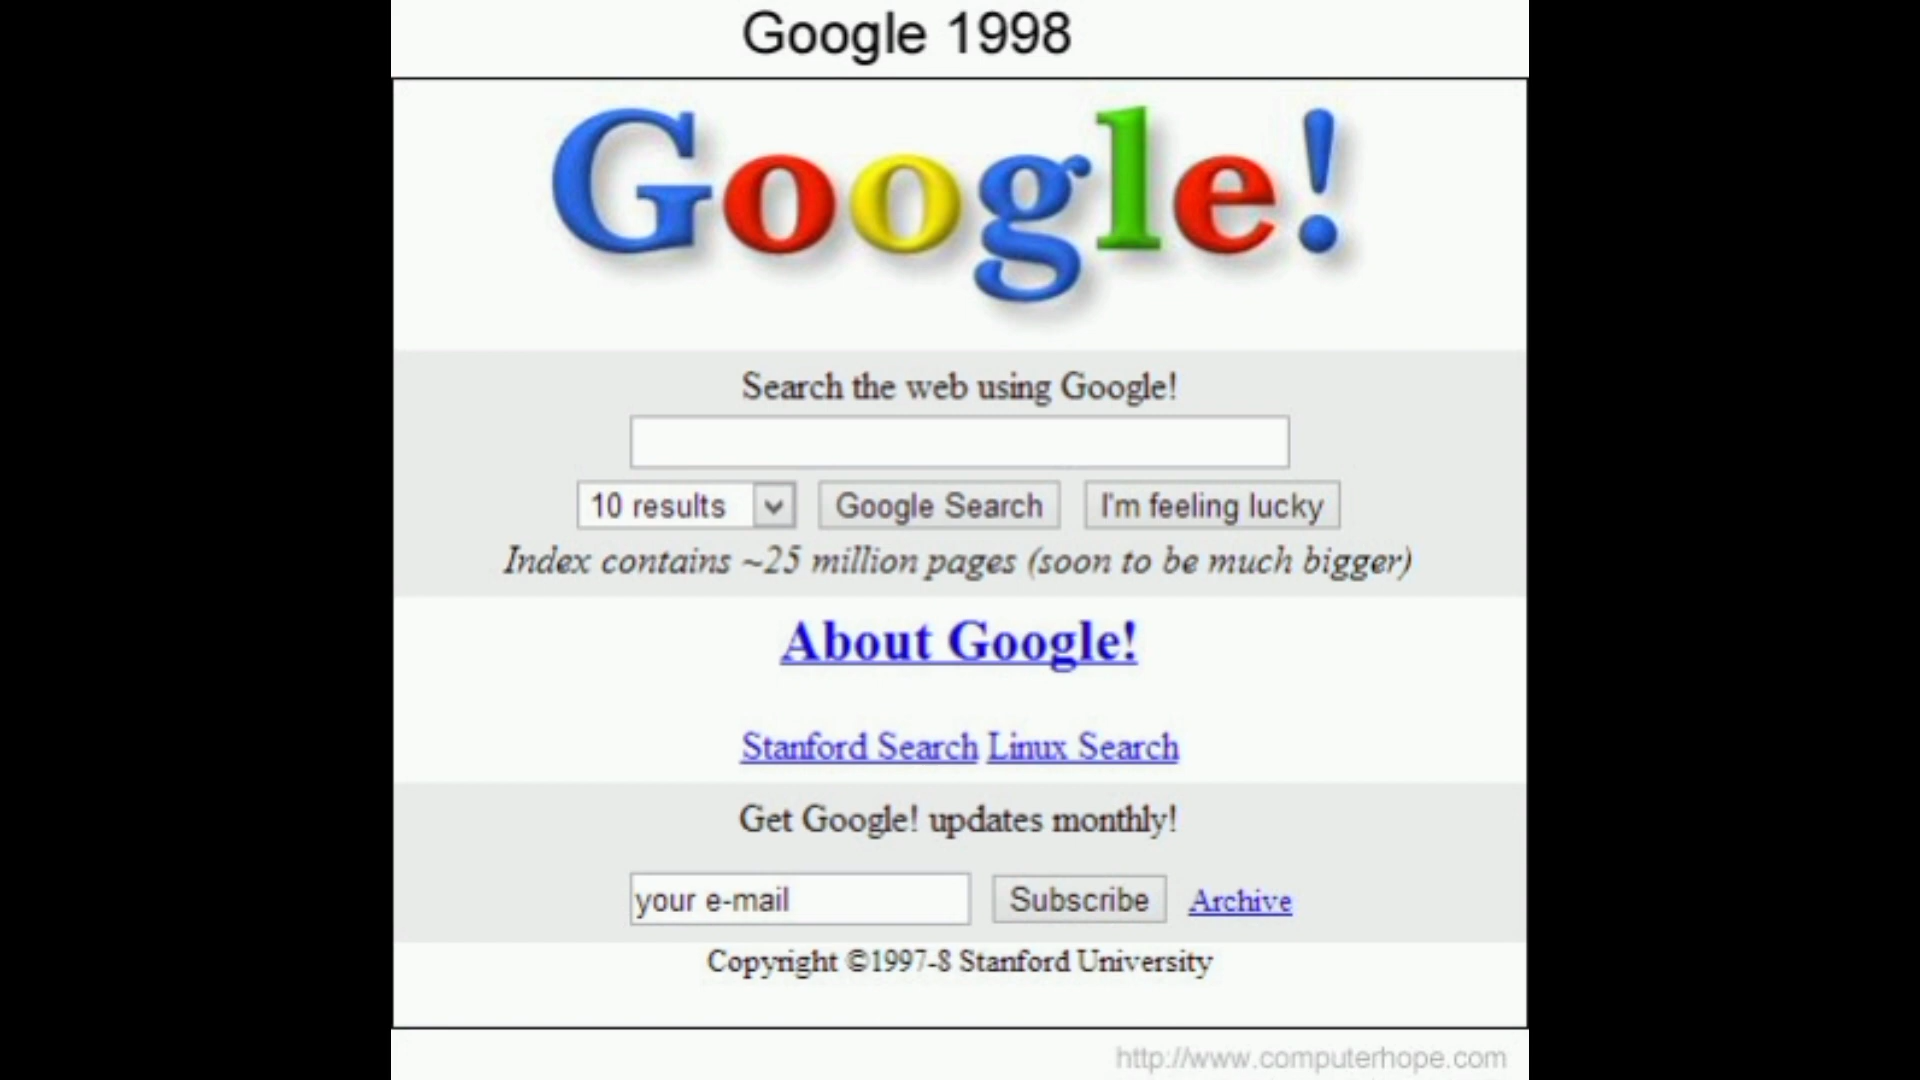 Google 1998
Google!
Search the web using Google!
10 results Google Search I'm feeling lucky
Index contains ~25 million pages (soon to be much bigger)
About Google!
Stanford Search Linux Search
Get Google! updates monthly!
your e-mail Subscribe Archive
Copyright ©1997-8 Stanford University
http://www.computerhope.com